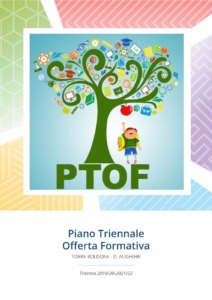 PTOF
Piano Triennale
Offerta Formativa
TORRE BOLDONE - D. ALIGHIERI
Triennio 2019/20-2021/22